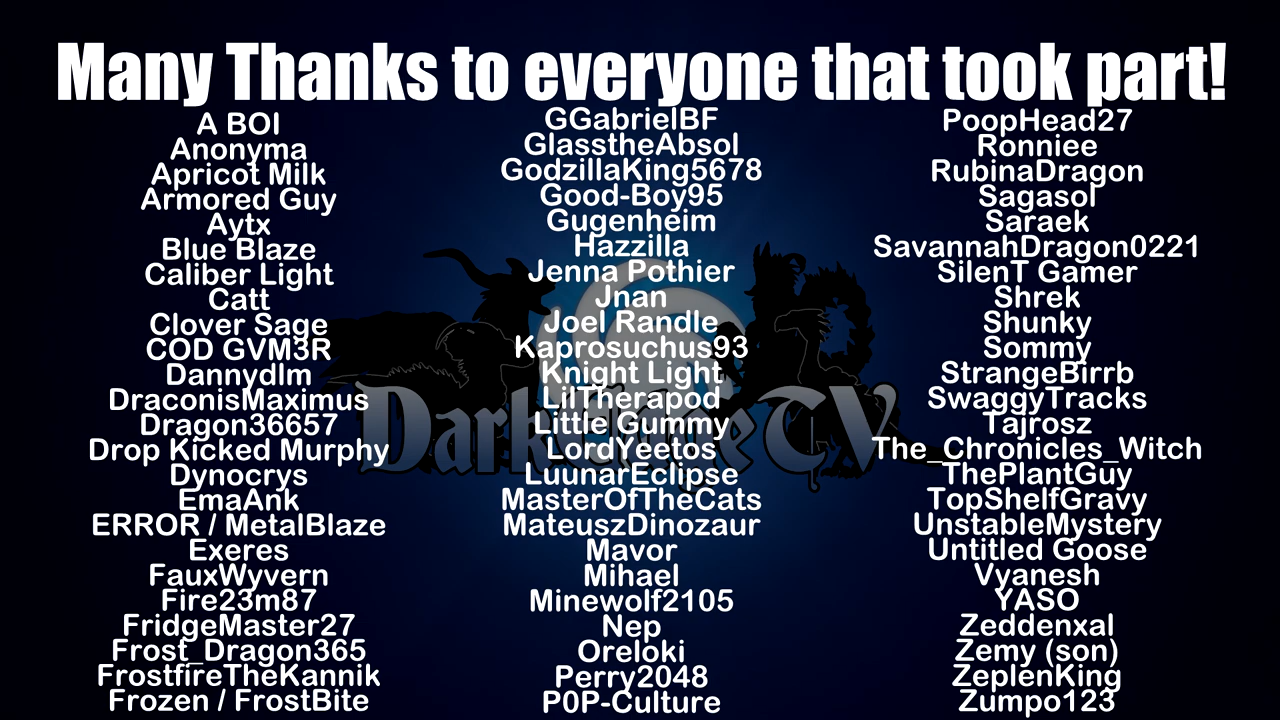 Many Thanks to everyone that took part!
A BOI
Anonyma
Apricot Milk
Armored Guy
Aytx
Blue Blaze
Caliber Light
Catt
Clover Sage
COD GVM3R
Dannydlm
DraconisMaximus
Dragon36657
Drop Kicked Murphy
Dynocrys
EmaAnk
ERROR / MetalBlaze
Exeres
FauxWyvern
Fire23m87
FridgeMaster27
Frost_Dragon365
FrostfireTheKannik
Frozen / FrostBite
GGabrielBF
GlasstheAbsol
GodzillaKing5678
Good-Boy95
Gugenheim
Hazzilla
Jenna Pothier
Jnan
Joel Randle
Kaprosuchus93
Knight Light
LilTherapod
Little Gummy
LordYeetos
LuunarEclipse
MasterOfTheCats
MateuszDinozaur
Mavor
Mihael
Minewolf2105
Nep
Oreloki
Perry2048
P0P-Culture
PoopHead27
Ronniee
RubinaDragon
Sagasol
Saraek
SavannahDragon0221
SilenT Gamer
Shrek
Shunky
Sommy
StrangeBirrb
SwaggyTracks
Tajrosz
The_Chronicles_Witch
ThePlantGuy
TopShelfGravy
UnstableMystery
Untitled Goose
Vyanesh
YASO
Zeddenxal
Zemy (son)
ZeplenKing
Zumpo123